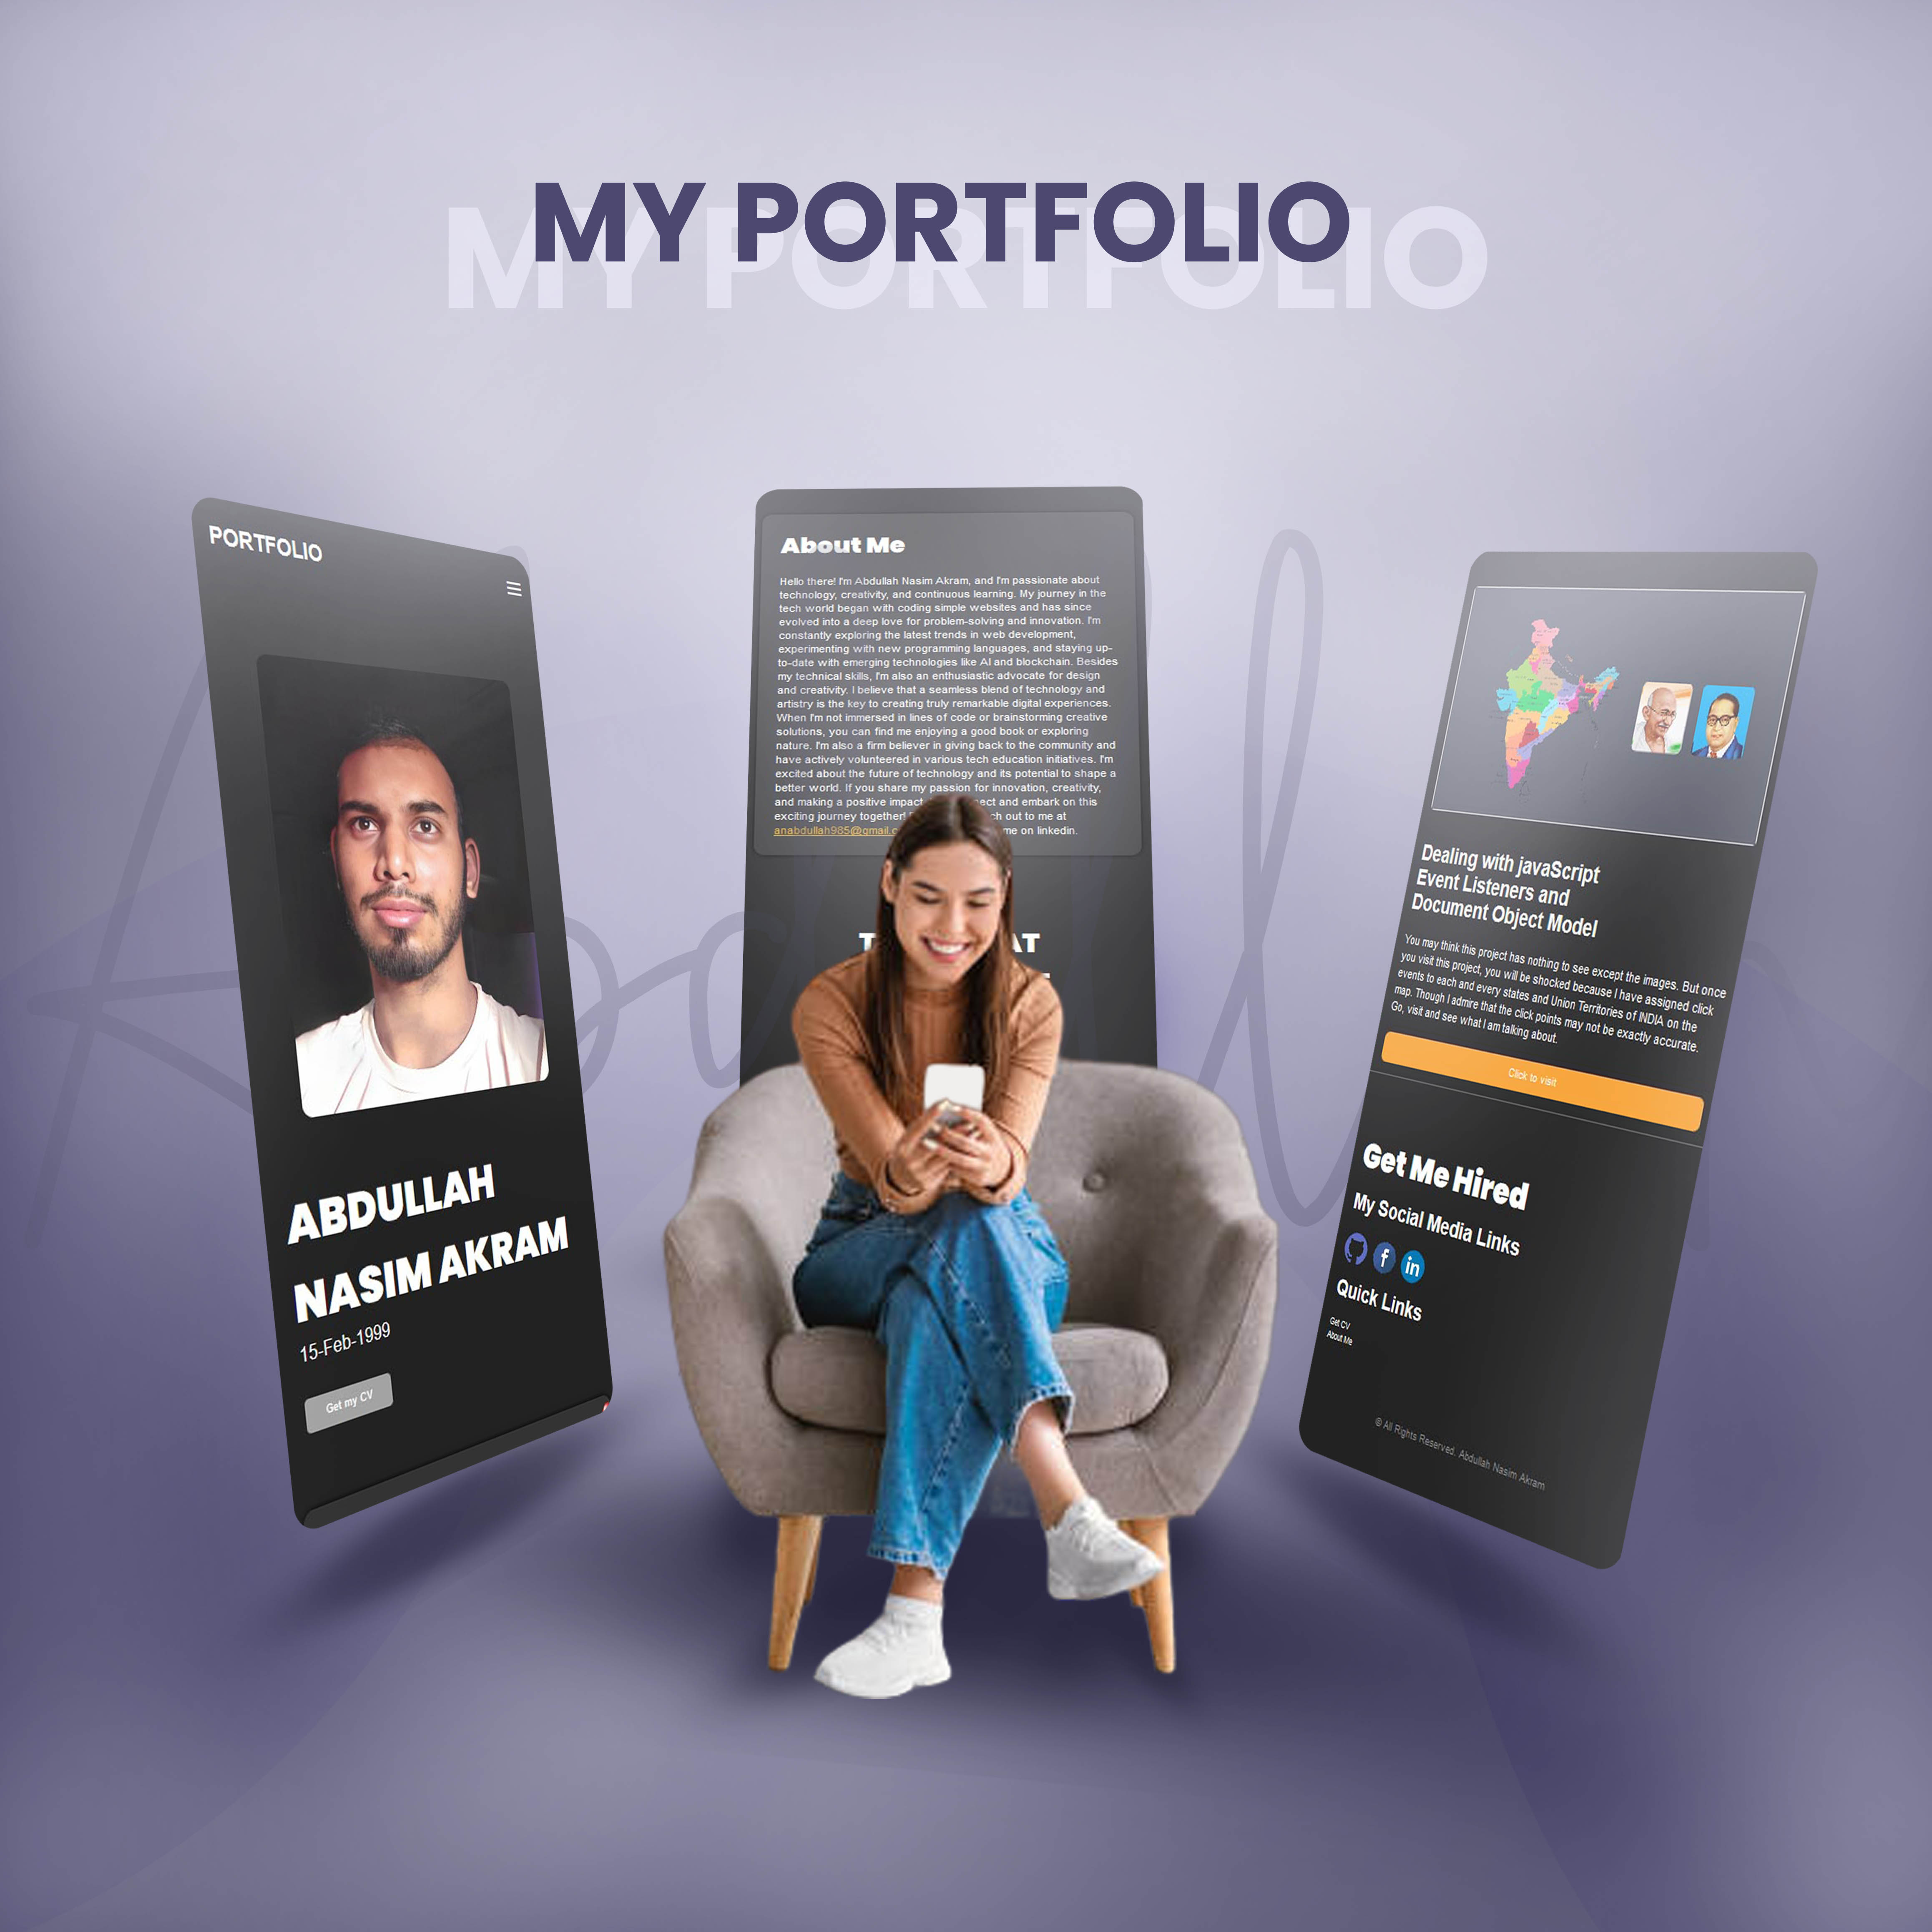 MY PORTFOLIO
MY PORTFOLIO
PORTFOLIO
ABDULLAH
NASIM AKRAM
15-Feb-1999
Get my CV
About Me
Hello there! I'm Abdullah Nasim Akram, and I'm passionate about
technology, creativity, and continuous learning. My journey in the
tech world began with coding simple websites and has since
evolved into a deep love for problem-solving and innovation. I'm
constantly exploring the latest trends in web development,
experimenting with new programming languages, and staying up-
to-date with emerging technologies like AI and blockchain. Besides
my technical skills, I'm also an enthusiastic advocate for design
and creativity. I believe that a seamless blend of technology and
artistry is the key to creating truly remarkable digital experiences.
When I'm not immersed in lines of code or brainstorming creative
solutions, you can find me enjoying a good book or exploring
nature. I'm also a firm believer in giving back to the community and
have actively volunteered in various tech education initiatives. I'm
excited about the future of technology and its potential to shape a
better world. If you share my passion for innovation, creativity,
and making a positive impact and embark on this
exciting journey together! out to me at
anabdullah985@gmail.c me on linkedin.
Dealing with javaScript
Event Listeners and
Document Object Model
You may think this project has nothing to see except the images. But once
you visit this project, you will be shocked because I have assigned click
events to each and every states and Union Territories of INDIA on the
map. Though I admire that the click points may not be exactly accurate.
Go, visit and see what I am talking about.
Click to visit
Get Me Hired
My Social Media Links
f
in
Quick Links
Get CV
About Me
© All Rights Reserved. Abdullah Nasim Akram